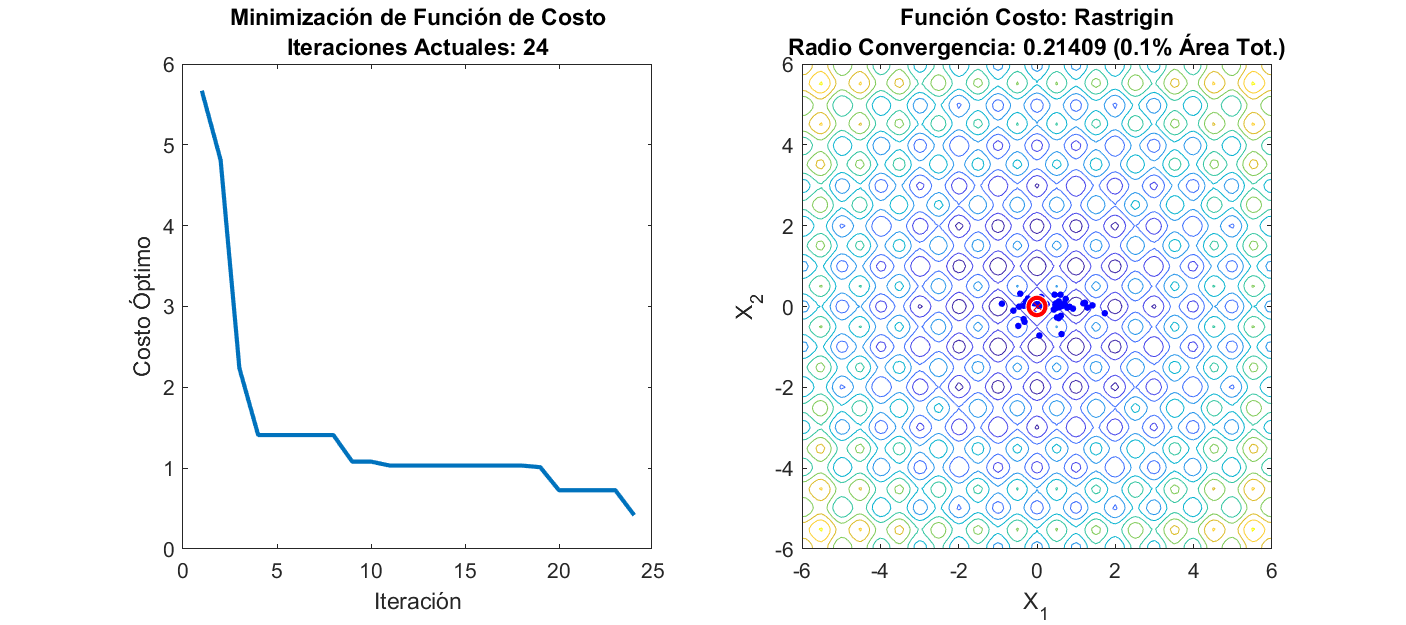 Minimización de Función de Costo
Iteraciones Actuales: 24
Costo Óptimo
6
5
4
3
2
1
0
0 5 10 15 20 25
Iteración
Función Costo: Rastrigin
Radio Convergencia: 0.21409 (0.1% Área Tot.)
X2
6
4
2
0
-2
-4
-6
-6 -4 -2 0 2 4 6
X1